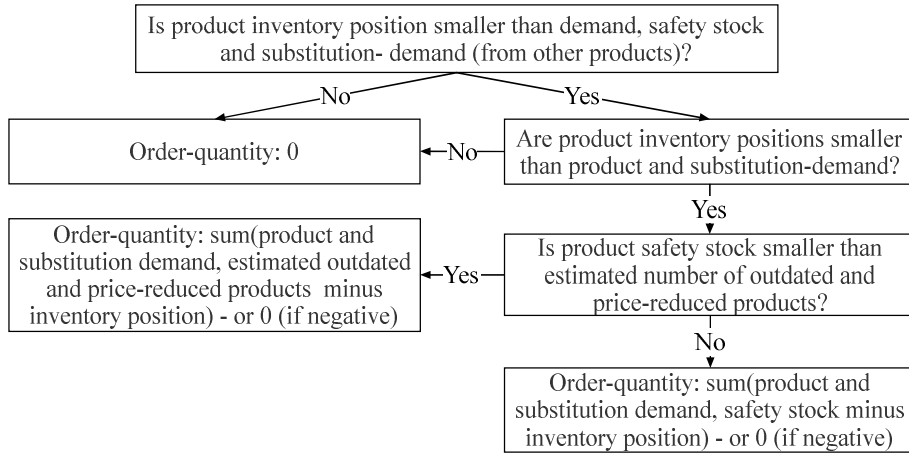 Is product inventory position smaller than demand, safety stock
and substitution- demand (from other products)?
No
Yes
Order-quantity: 0
No
Are product inventory positions smaller
than product and substitution-demand?
Yes
Order-quantity: sum(product and
substitution demand, estimated outdated
and price-reduced products  minus
inventory position) - or 0 (if negative)
Yes
Is product safety stock smaller than
estimated number of outdated and
price-reduced products?
No
Order-quantity: sum(product and
substitution demand, safety stock minus
inventory position) - or 0 (if negative)